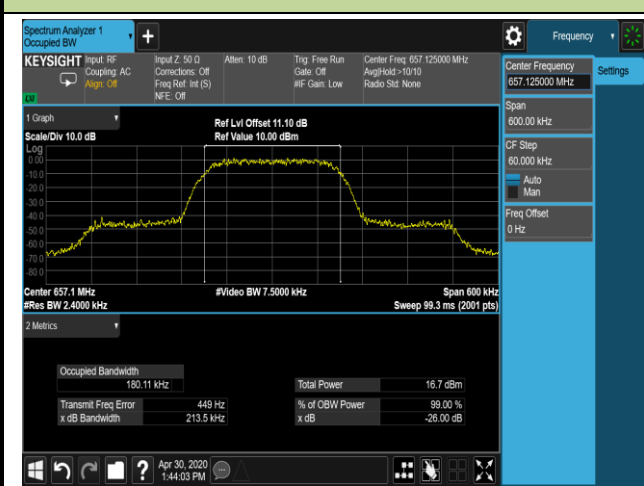 Spectrum Analyzer 1
Occupied BW
Frequency
KEYSIGHT
Input: RF
Coupling: AC
Align: Off
Input Z: 50 Ω
Corrections: Off
Freq Ref: Int (S)
NFE: Off
Atten: 10 dB
Trig: Free Run
Gate: Off
#IF Gain: Low
Center Freq: 657.125000 MHz
Avg|Hold:>10/10
Radio Std: None
LXI
1 Graph
Scale/Div 10.0 dB
Ref Lvl Offset 11.10 dB
Ref Value 10.00 dBm
Log
0.00
-10.0
-20.0
-30.0
-40.0
-50.0
-60.0
-70.0
-80.0
Center 657.1 MHz
#Res BW 2.4000 kHz
#Video BW 7.5000 kHz
Span 600 kHz
Sweep 99.3 ms (2001 pts)
2 Metrics
Occupied Bandwidth
180.11 kHz
Transmit Freq Error 449 Hz
x dB Bandwidth 213.5 kHz
Total Power 16.7 dBm
% of OBW Power 99.00 %
x dB -26.00 dB
Center Frequency
657.125000 MHz
Span
600.00 kHz
CF Step
60.000 kHz
Auto
Man
Freq Offset
0 Hz
Settings
?
Apr 30, 2020
1:44:03 PM